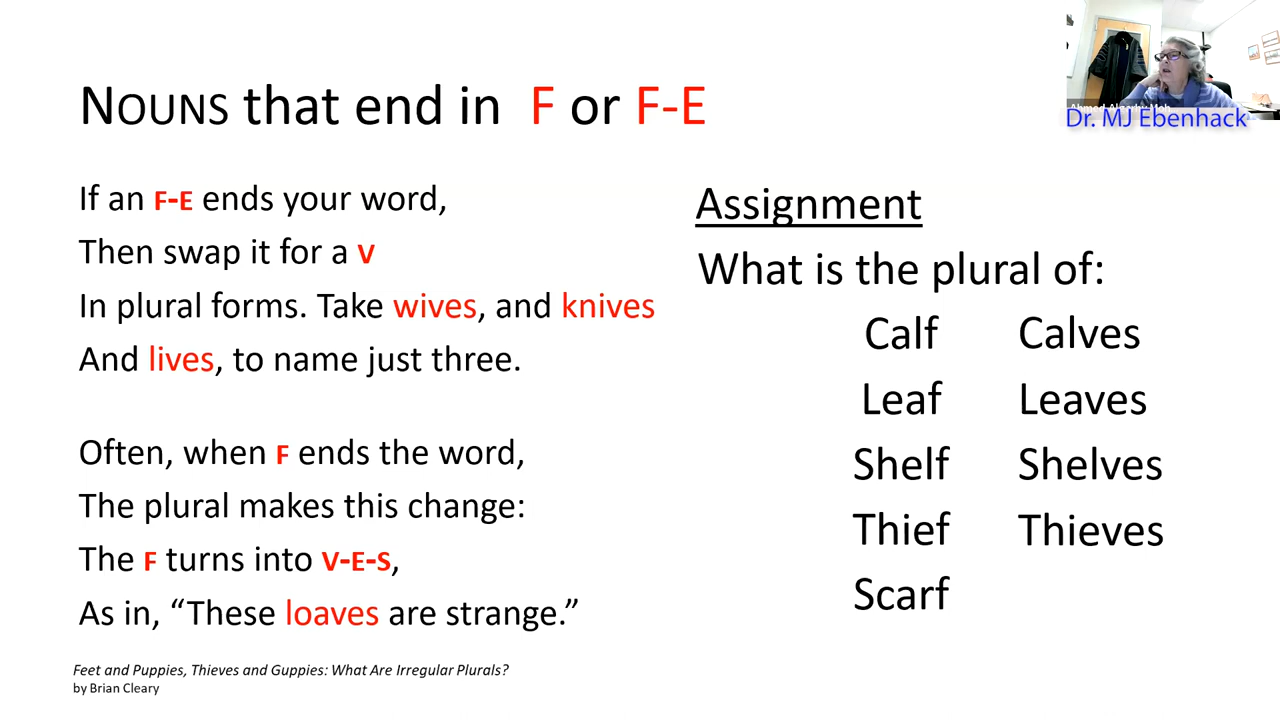 NOUNS that end in F or F-E
Dr. MJ Ebenhack
If an F-E ends your word,
Then swap it for a V
In plural forms. Take wives, and knives
And lives, to name just three.
Often, when F ends the word,
The plural makes this change:
The F turns into V-E-S,
As in, “These loaves are strange.”
Feet and Puppies, Thieves and Guppies: What Are Irregular Plurals?
by Brian Cleary
Assignment
What is the plural of:
Calf Calves
Leaf Leaves
Shelf Shelves
Thief Thieves
Scarf